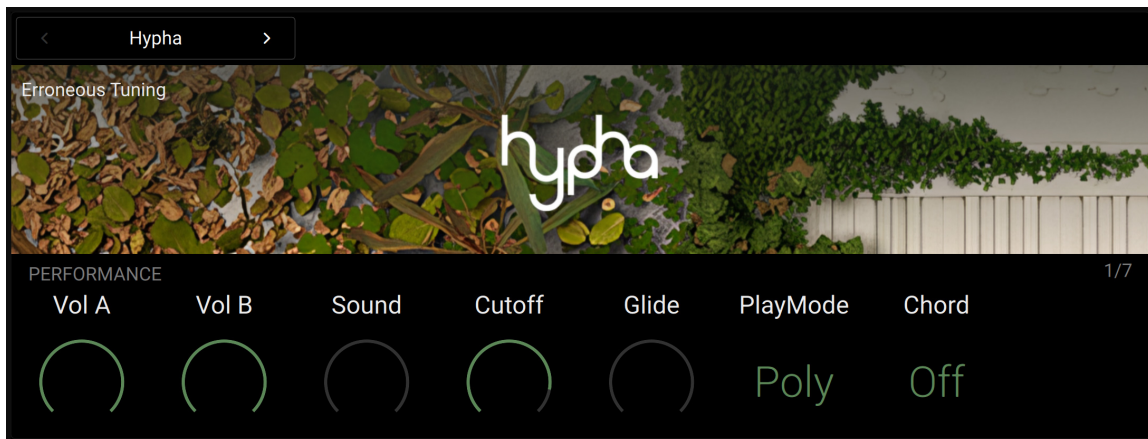 Hypha
Erroneous Tuning
hypha
PERFORMANCE
1/7
Vol A Vol B Sound Cutoff Glide PlayMode Chord
Poly Off